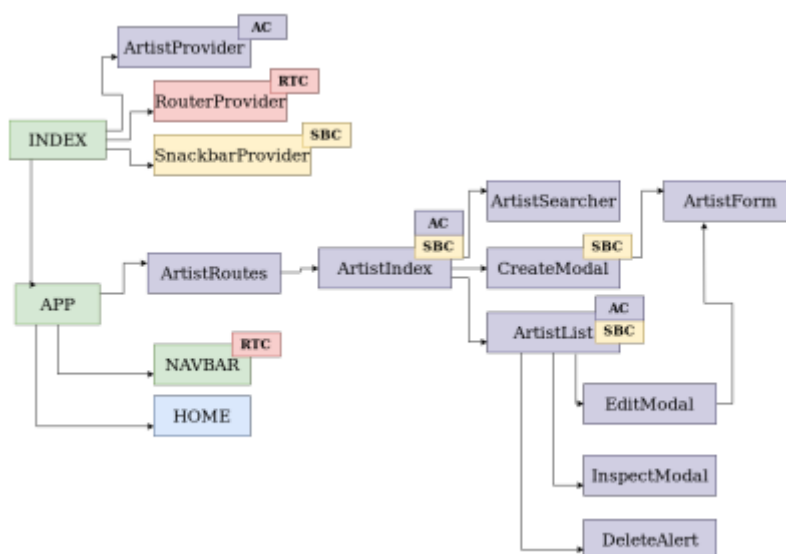 AC
ArtistProvider
RTC
RouterProvider
INDEX
SBC
SnackbarProvider
ArtistSearcher
ArtistForm
AC
SBC
ArtistRoutes
ArtistIndex
SBC
CreateModal
APP
AC
SBC
ArtistList
RTC
NAVBAR
HOME
EditModal
InspectModal
DeleteAlert